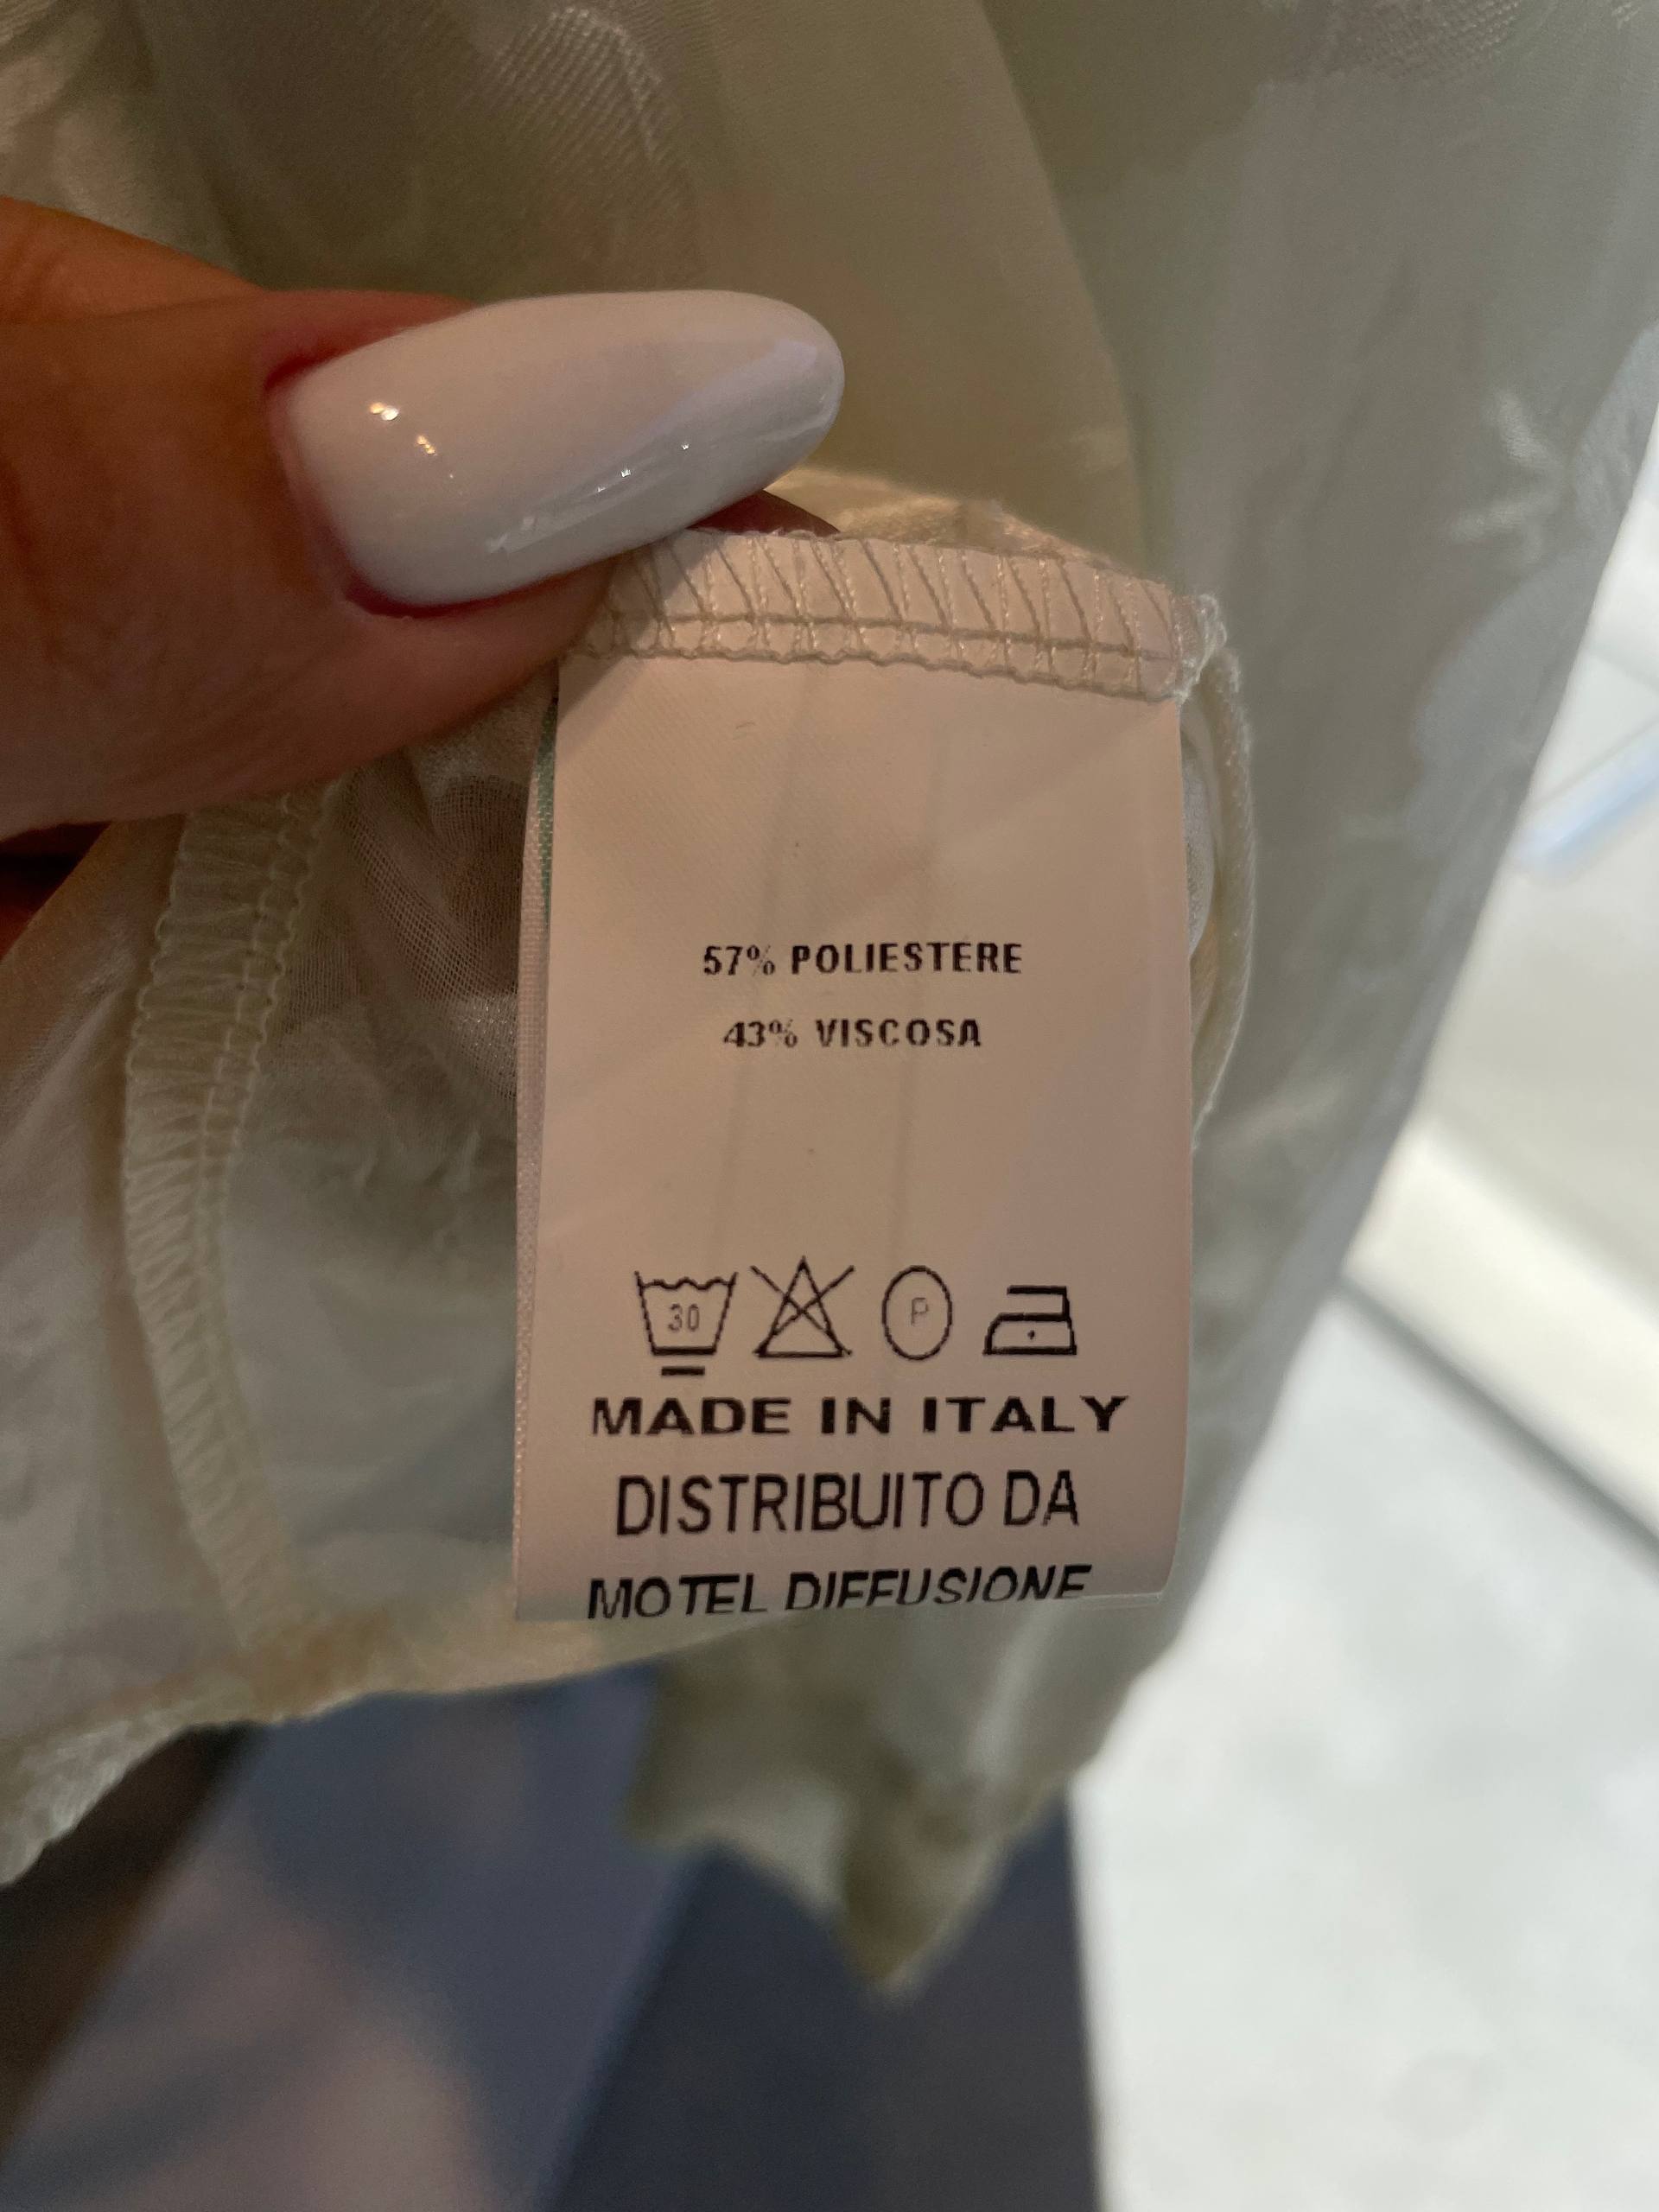 57% POLIESTERE
43% VISCOSA
30 P
MADE IN ITALY
DISTRIBUITO DA
MOTEL DIFFUSIONE